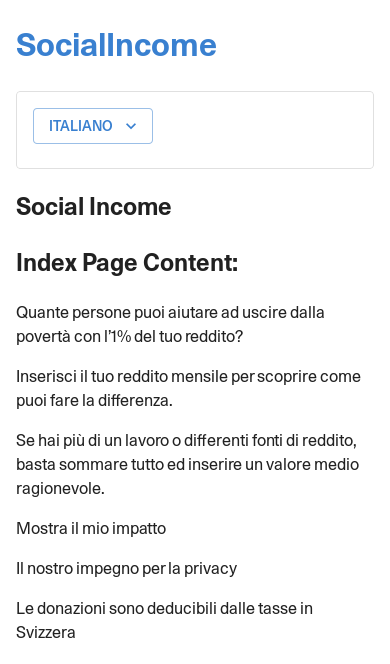 SocialIncome
ITALIANO
Social Income
Index Page Content:
Quante persone puoi aiutare ad uscire dalla
povertà con l'1% del tuo reddito?
Inserisci il tuo reddito mensile per scoprire come
puoi fare la differenza.
Se hai più di un lavoro o differenti fonti di reddito,
basta sommare tutto ed inserire un valore medio
ragionevole.
Mostra il mio impatto
Il nostro impegno per la privacy
Le donazioni sono deducibili dalle tasse in
Svizzera